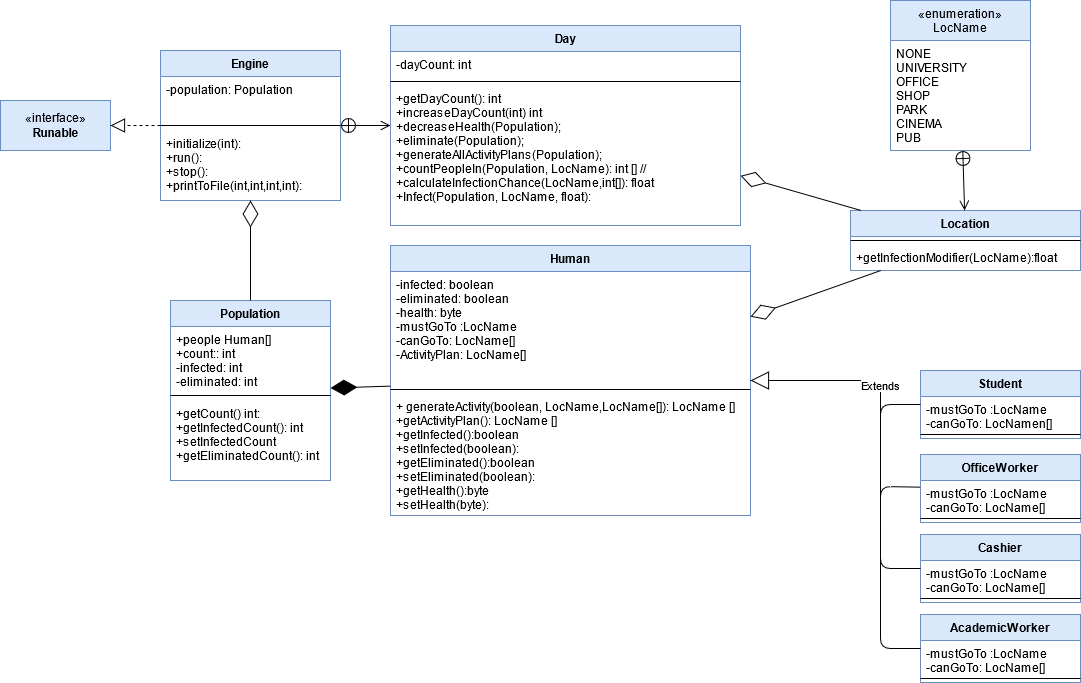 «interface»
Runable
Engine
-population: Population
+initialize(int):
+run():
+stop():
+printToFile(int,int,int,int):
Day
-dayCount: int
+getDayCount(): int
+increaseDayCount(int) int
+decreaseHealth(Population);
+eliminate(Population);
+generateAllActivityPlans(Population);
+countPeopleIn(Population, LocName): int [] //
+calculateInfectionChance(LocName,int[]): float
+Infect(Population, LocName, float):
«enumeration»
LocName
NONE
UNIVERSITY
OFFICE
SHOP
PARK
CINEMA
PUB
Location
+getInfectionModifier(LocName):float
Population
+people Human[]
+count:: int
-infected: int
-eliminated: int
+getCount() int:
+getInfectedCount(): int
+setInfectedCount
+getEliminatedCount(): int
Human
-infected: boolean
-eliminated: boolean
-health: byte
-mustGoTo :LocName
-canGoTo: LocName[]
-ActivityPlan: LocName[]
+ generateActivity(boolean, LocName,LocName[]): LocName []
+getActivityPlan(): LocName []
+getInfected():boolean
+setInfected(boolean):
+getEliminated():boolean
+setEliminated(boolean):
+getHealth():byte
+setHealth(byte):
Extends
Student
-mustGoTo :LocName
-canGoTo: LocNamen[]
OfficeWorker
-mustGoTo :LocName
-canGoTo: LocName[]
Cashier
-mustGoTo :LocName
-canGoTo: LocName[]
AcademicWorker
-mustGoTo :LocName
-canGoTo: LocName[]